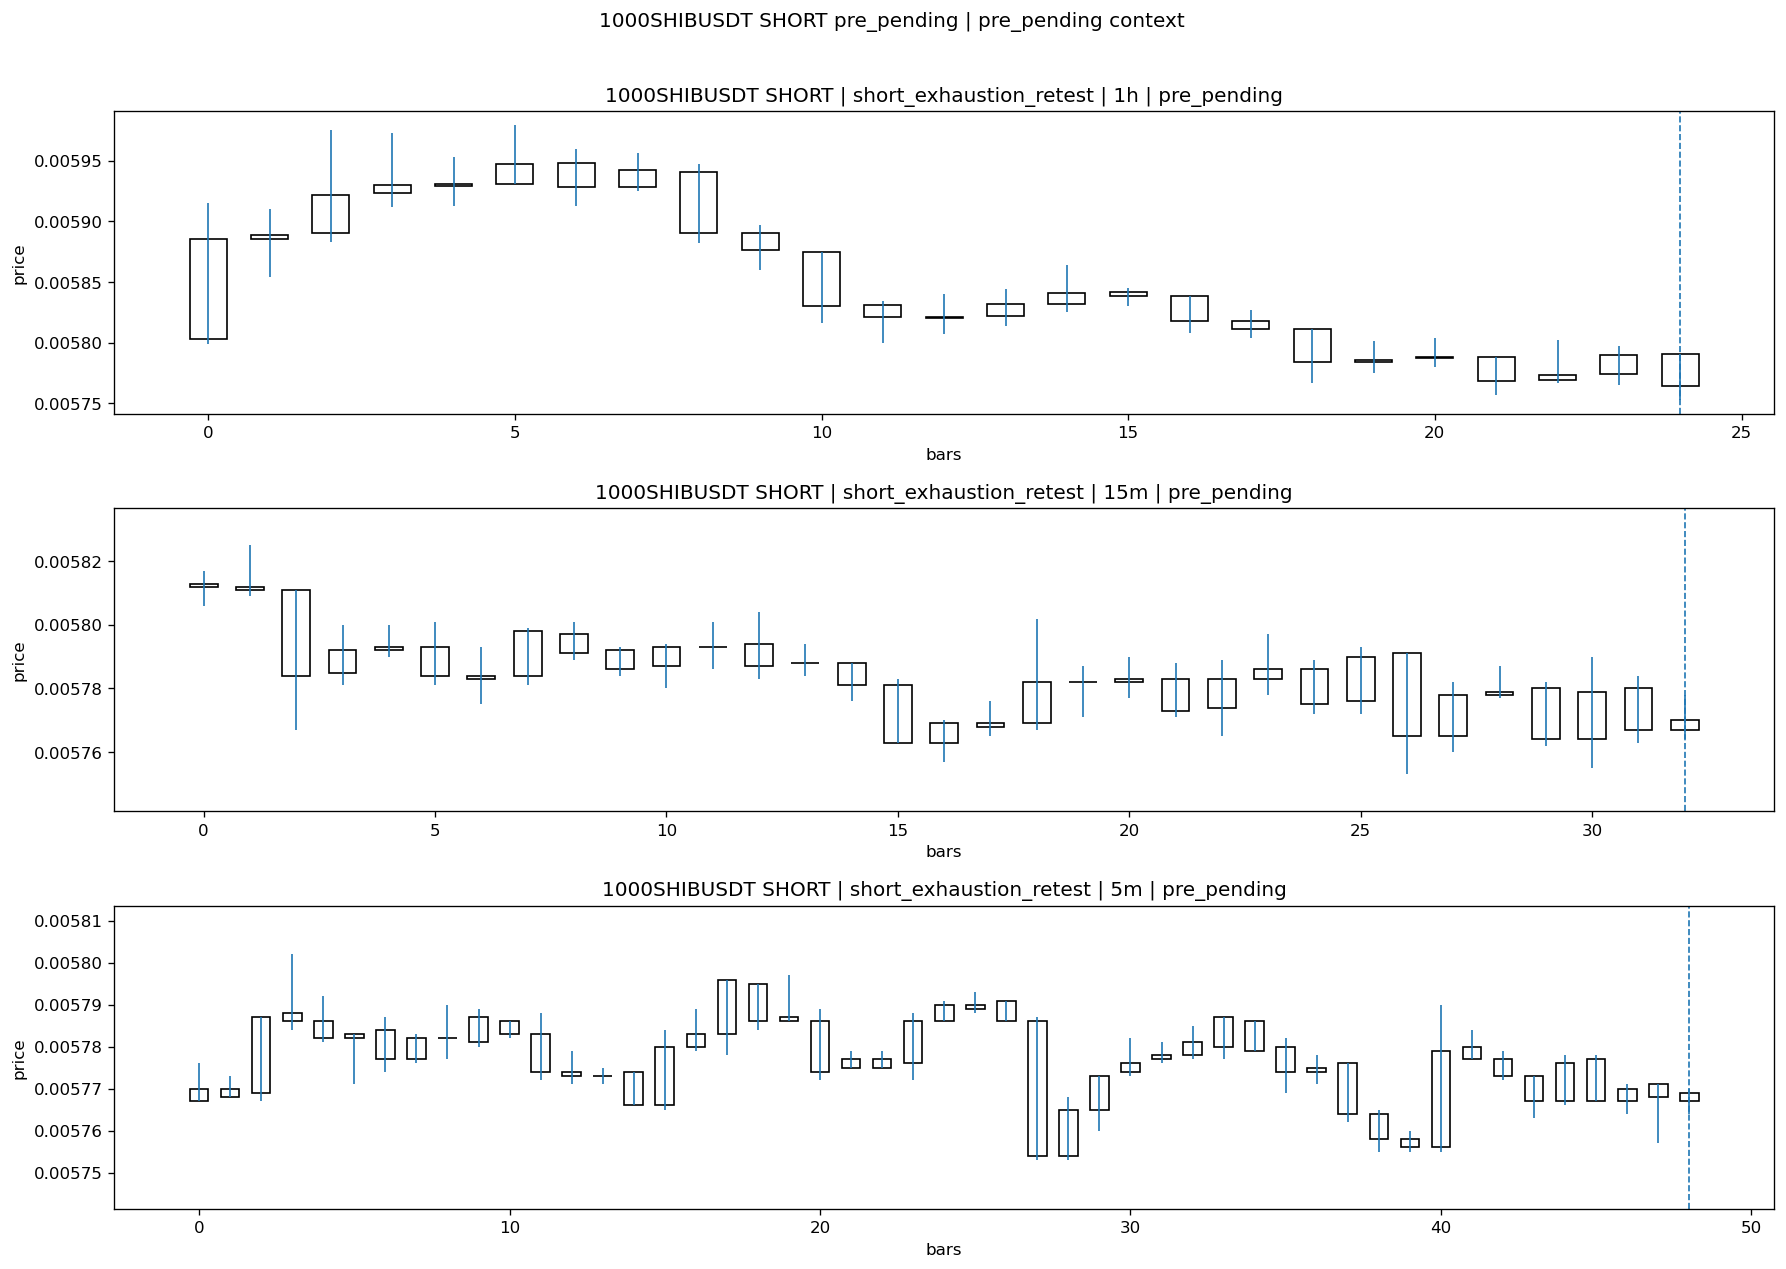 1000SHIBUSDT SHORT pre_pending | pre_pending context
1000SHIBUSDT SHORT | short_exhaustion_retest | 1h | pre_pending
price
0.00595
0.00590
0.00585
0.00580
0.00575
0 5 10 15 20 25
bars
1000SHIBUSDT SHORT | short_exhaustion_retest | 15m | pre_pending
price
0.00582
0.00580
0.00578
0.00576
0 5 10 15 20 25 30
bars
1000SHIBUSDT SHORT | short_exhaustion_retest | 5m | pre_pending
price
0.00581
0.00580
0.00579
0.00578
0.00577
0.00576
0.00575
0 10 20 30 40 50
bars